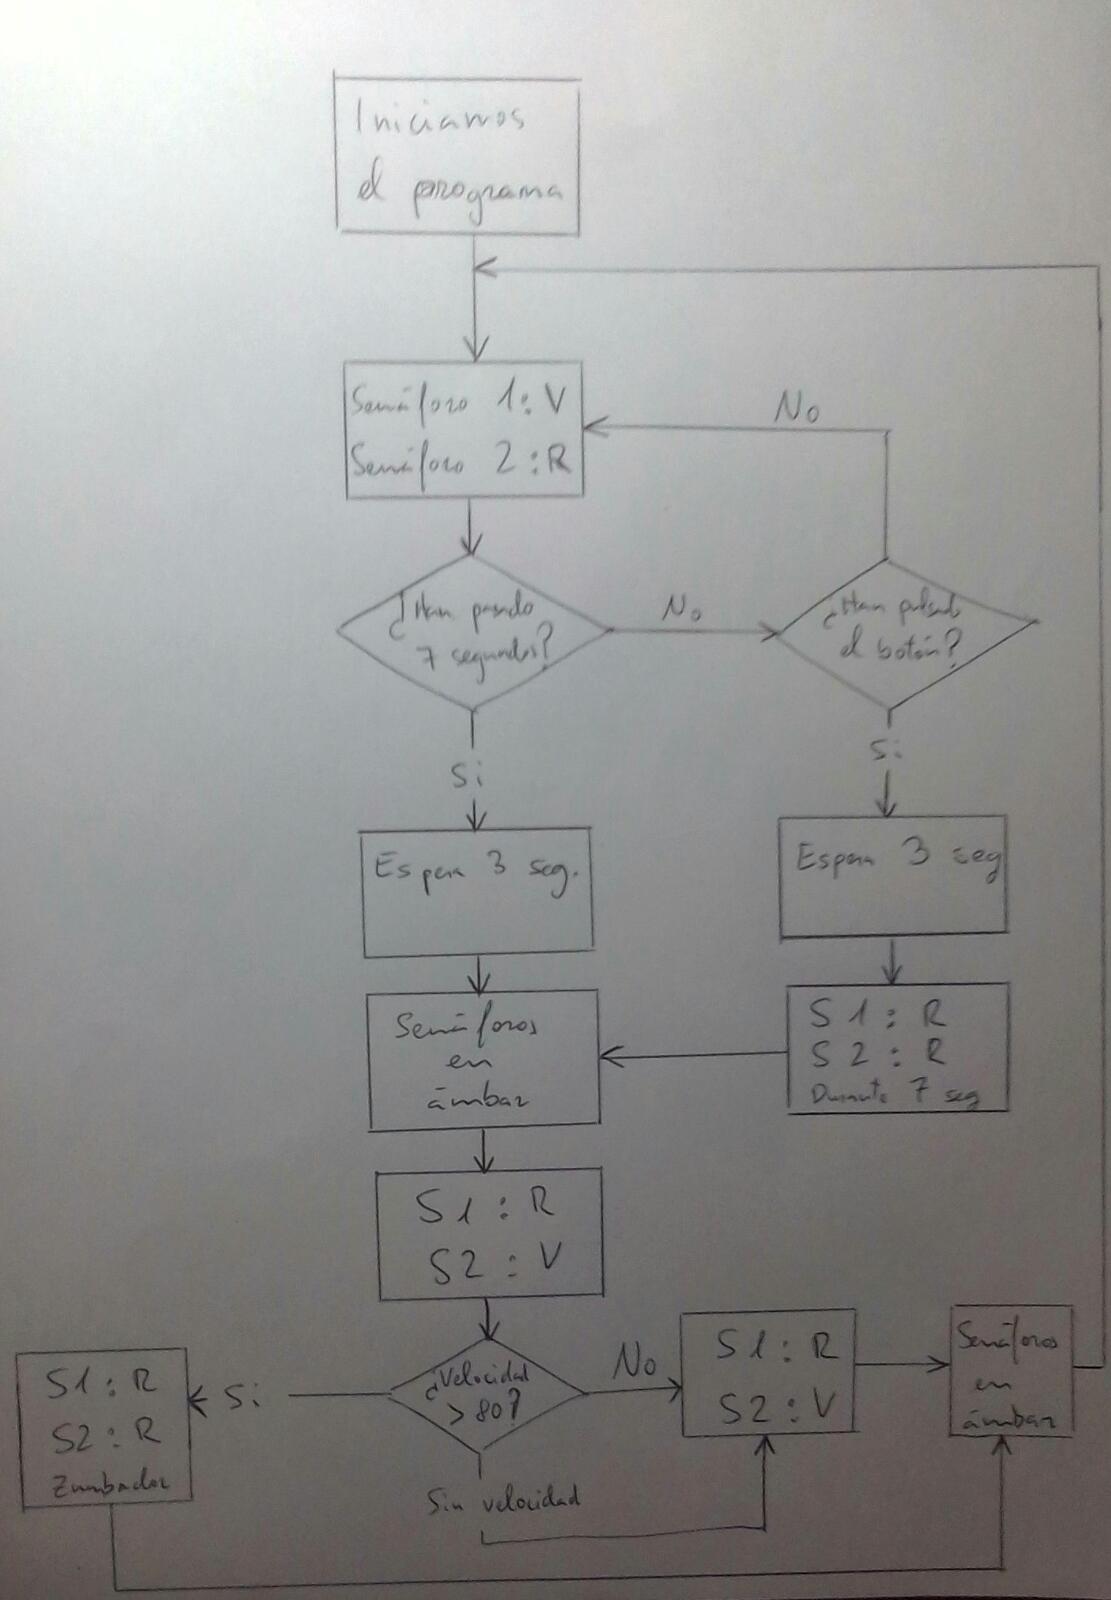 Iniciamos
el programa
Semáforo 1: V
Semáforo 2: R
No
¿Han pasado
7 segundos?
No
¿Han pulsado
el botón?
Si
Si
Espera 3 seg.
Espera 3 seg
Semáforos
en
ámbar
S1: R
S2: R
Durante 7 seg
S1: R
S2: V
¿Velocidad
> 80?
No
S1: R
S2: V
Semáforos
en
ámbar
Si
S1: R
S2: R
Zumbador
Sin velocidad